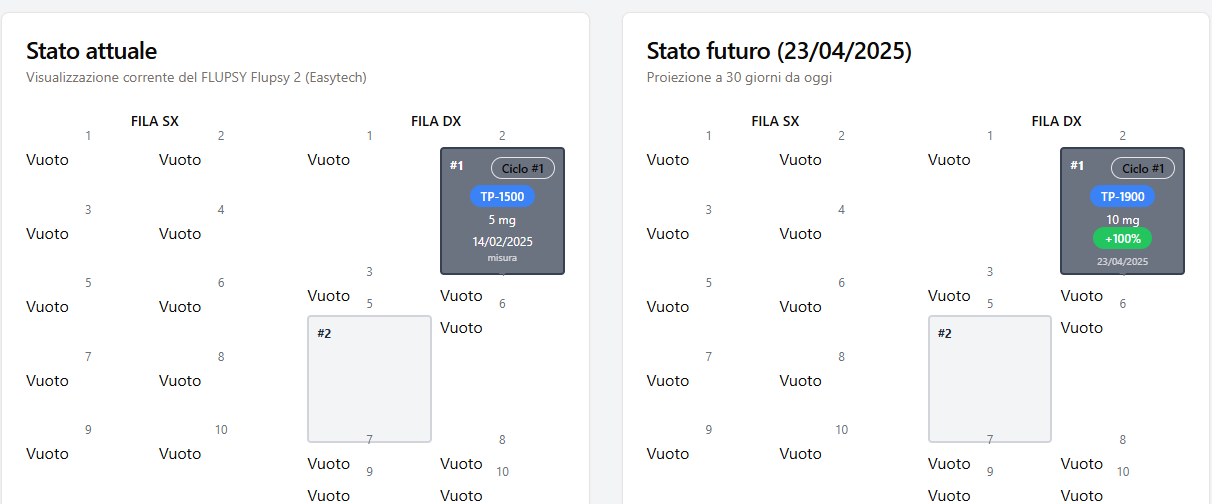 Stato attuale
Visualizzazione corrente del FLUPSY Flupsy 2 (Easytech)
FILA SX
1 2
Vuoto Vuoto
3 4
Vuoto Vuoto
5 6
Vuoto Vuoto
7 8
Vuoto Vuoto
9 10
Vuoto Vuoto
FILA DX
1 2
Vuoto
#1 Ciclo #1
TP-1500
5 mg
14/02/2025
misura
3
Vuoto Vuoto
5 6
#2
Vuoto
7 8
Vuoto Vuoto
9 10
Vuoto Vuoto
Stato futuro (23/04/2025)
Proiezione a 30 giorni da oggi
FILA SX
1 2
Vuoto Vuoto
3 4
Vuoto Vuoto
5 6
Vuoto Vuoto
7 8
Vuoto Vuoto
9 10
Vuoto Vuoto
FILA DX
1 2
Vuoto
#1 Ciclo #1
TP-1900
10 mg
+100%
23/04/2025
3
Vuoto Vuoto
5 6
#2
Vuoto
7 8
Vuoto Vuoto
9 10
Vuoto Vuoto